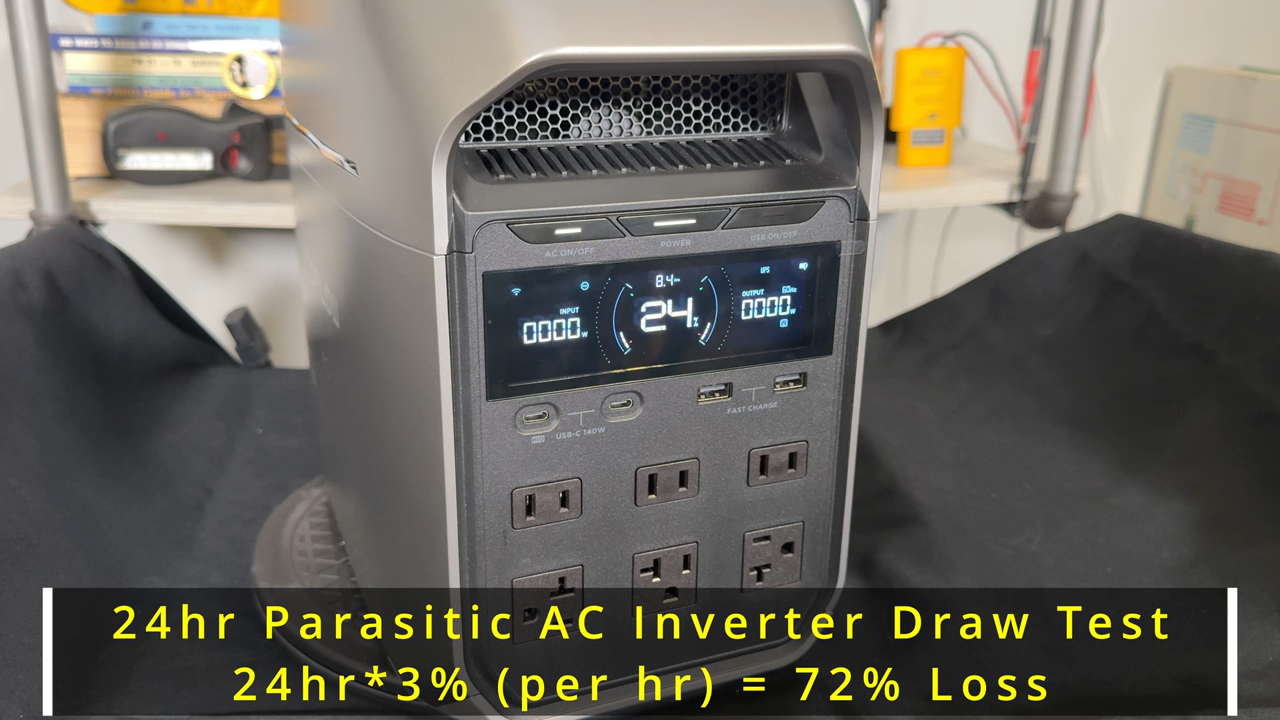 AC ON/OFF
POWER
USB ON/OFF
8.4
UPS
INPUT
0000w
24%
OUTPUT
60Hz
0000w
USB-C 140W
FAST CHARGE
24hr Parasitic AC Inverter Draw Test
24hr*3% (per hr) = 72% Loss